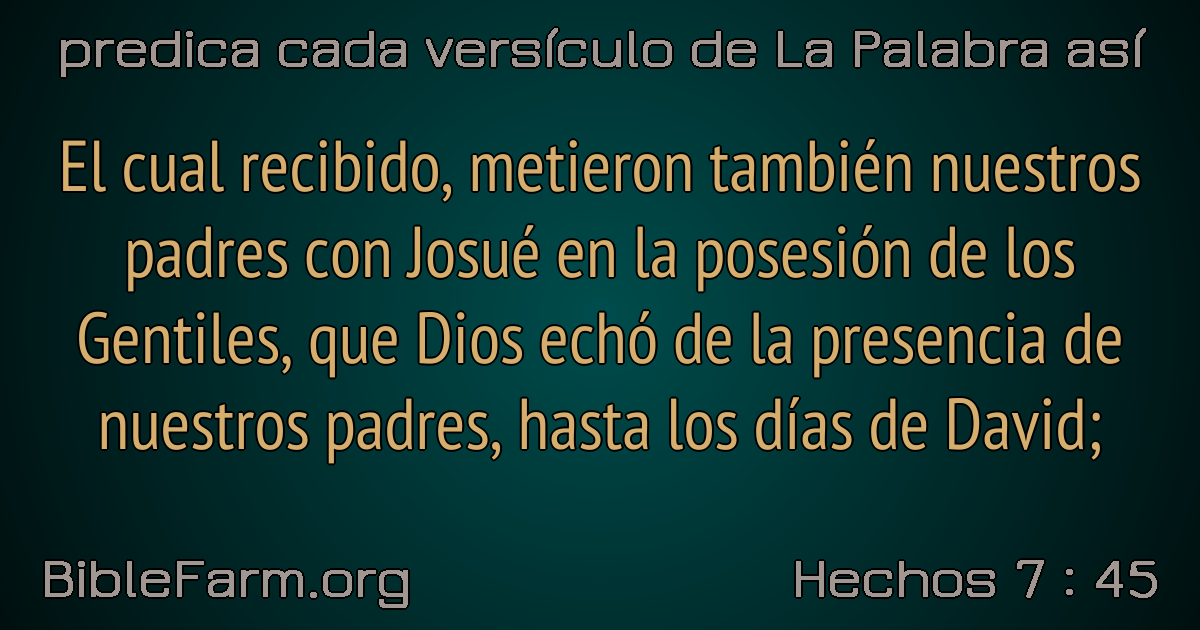 predica cada versículo de La Palabra así
El cual recibido, metieron también nuestros
padres con Josué en la posesión de los
Gentiles, que Dios echó de la presencia de
nuestros padres, hasta los días de David;
BibleFarm.org
Hechos 7 : 45